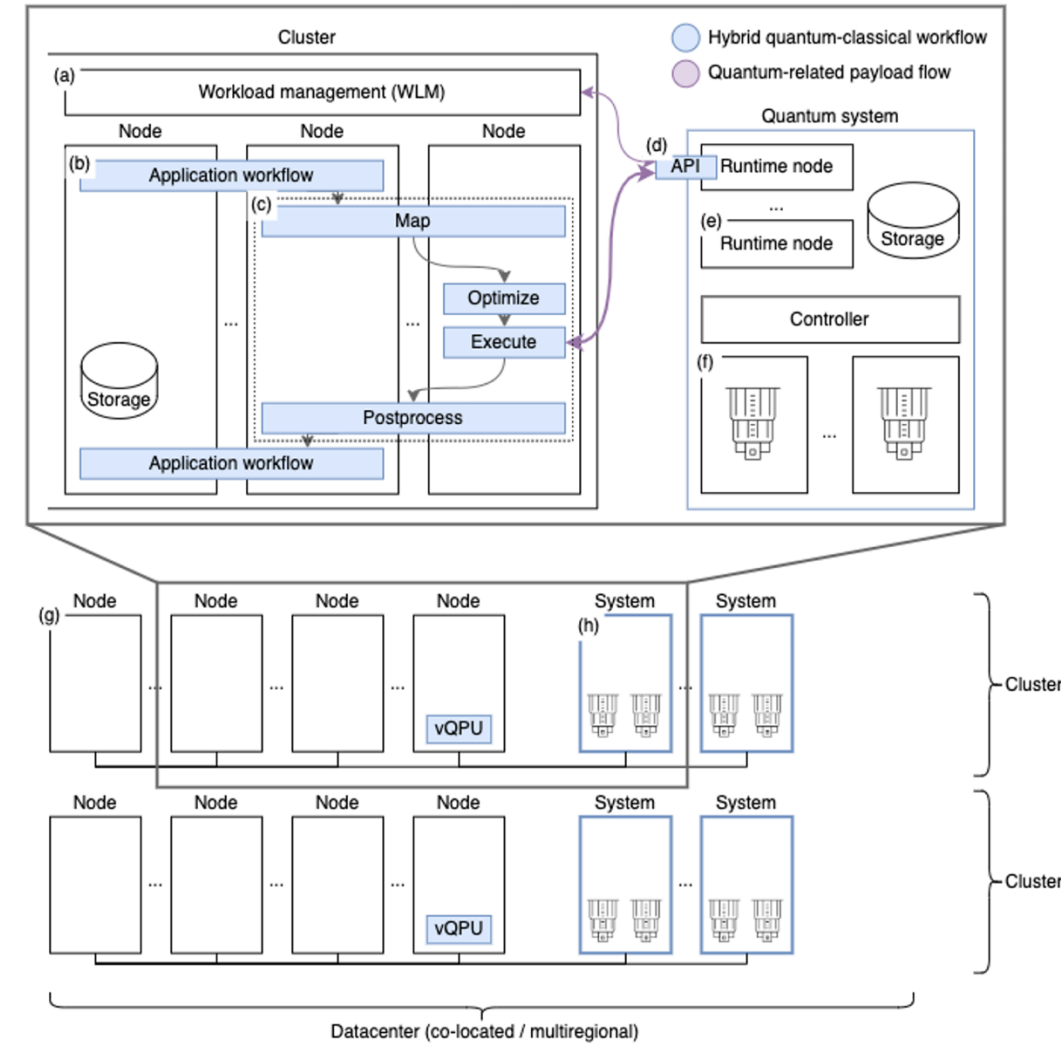 Cluster
Hybrid quantum-classical workflow
Quantum-related payload flow
(a)
Workload management (WLM)
Quantum system
Node
Node
Node
(b)
Application workflow
(c)
Map
Optimize
...
...
Execute
Storage
Postprocess
Application workflow
(d)
API
Runtime node
...
(e)
Runtime node
Storage
Controller
(f)
...
Node
Node
Node
Node
System
System
(g)
(h)
...
...
...
...
vQPU
Cluster
Node
Node
Node
Node
System
System
...
...
...
...
vQPU
Cluster
Datacenter (co-located / multiregional)